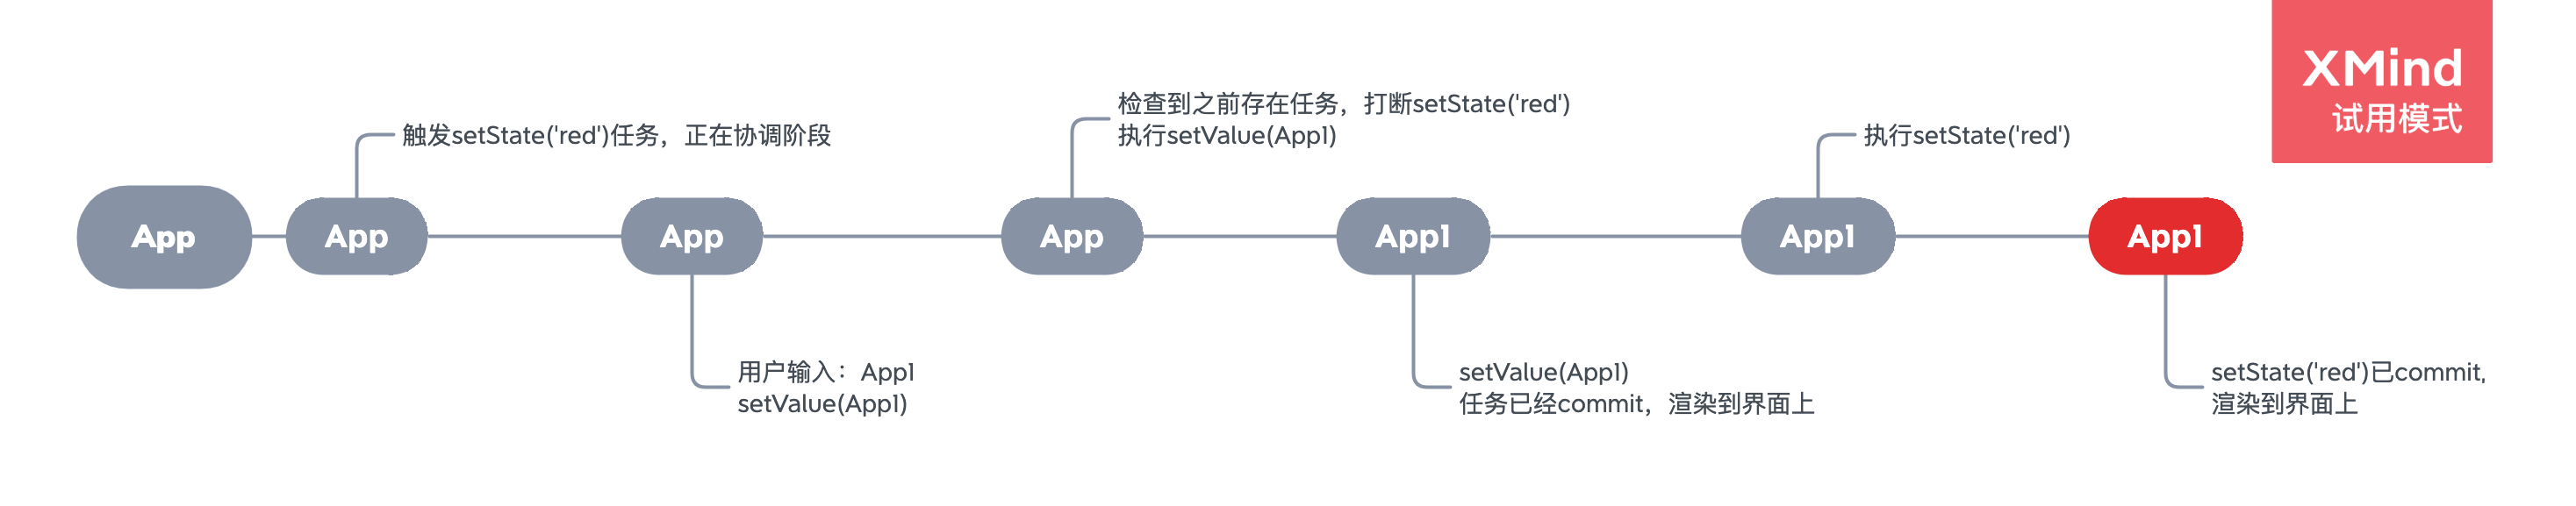 XMind
试用模式
检查到之前存在任务，打断setState('red')
执行setValue(App1)
触发setState('red')任务，正在协调阶段
执行setState('red')
App
App
App
App
App1
App1
App1
用户输入：App1
setValue(App1)
setValue(App1)
任务已经commit，渲染到界面上
setState('red')已commit,
渲染到界面上